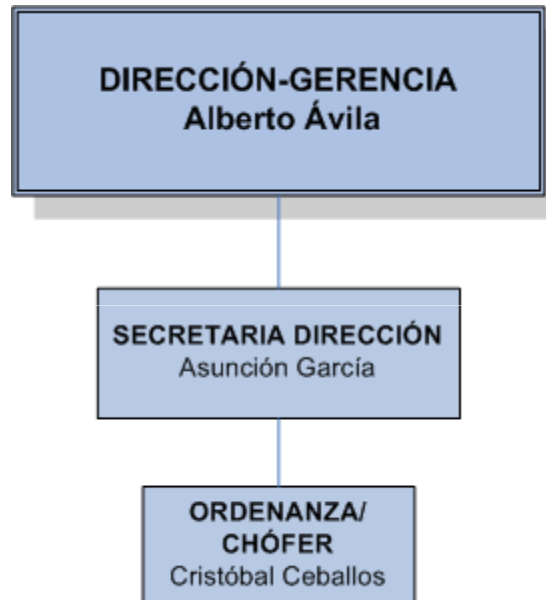 DIRECCIÓN-GERENCIA
Alberto Ávila
SECRETARIA DIRECCIÓN
Asunción García
ORDENANZA/
CHÓFER
Cristóbal Ceballos